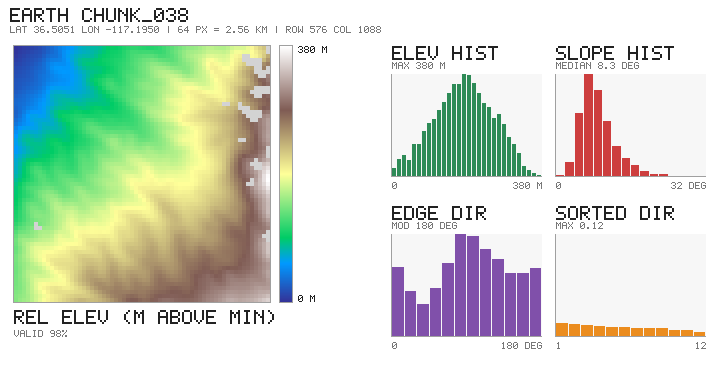 EARTH CHUNK_038
LAT 36.5051 LON -117.1950 | 64 PX = 2.56 KM | ROW 576 COL 1088
380 M
0 M
REL ELEV (M ABOVE MIN)
VALID 98%
ELEV HIST
MAX 380 M
0 380 M
SLOPE HIST
MEDIAN 8.3 DEG
0 32 DEG
EDGE DIR
MOD 180 DEG
0 180 DEG
SORTED DIR
MAX 0.12
1 12